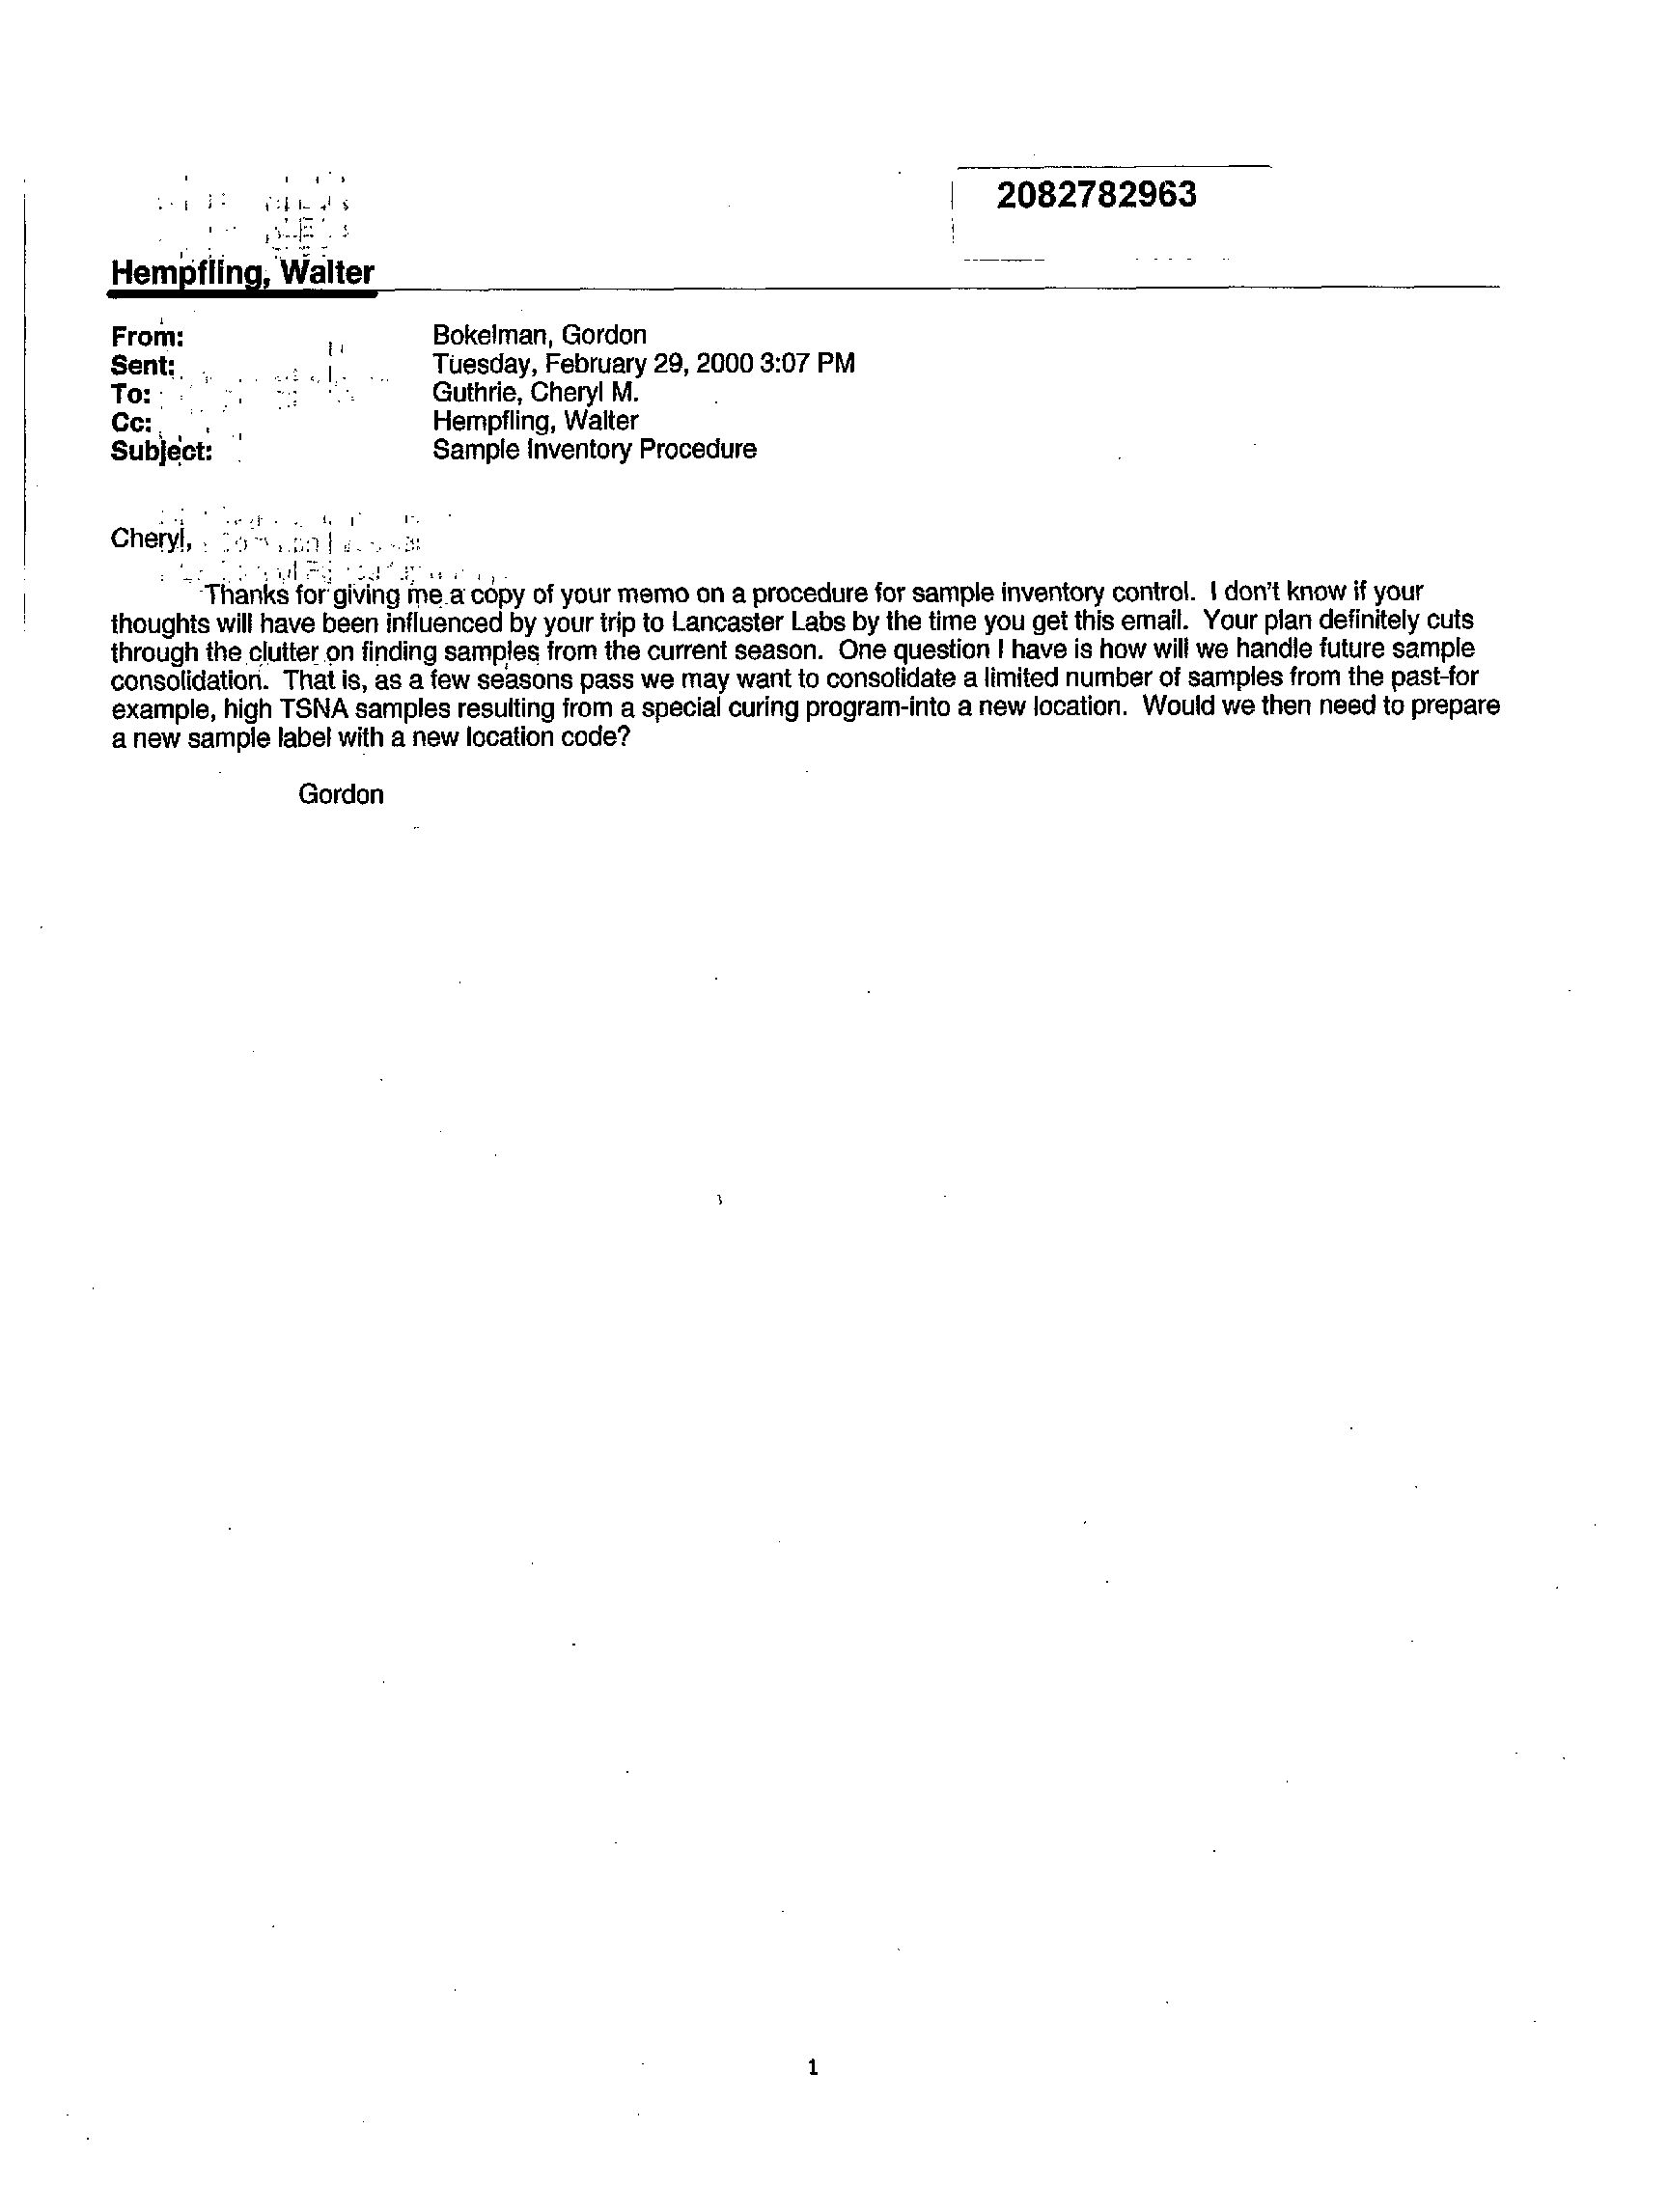 2082782963
Hempfling, Walter
From: Bokelman, Gordon
Sent: Tuesday, February 29, 2000 3:07 PM
To: Guthrie, Cheryl M.
Cc: Hempfling, Walter
Subject: Sample Inventory Procedure
Cheryl,
Thanks for giving me a copy of your memo on a procedure for sample inventory control. I don't know if your
thoughts will have been influenced by your trip to Lancaster Labs by the time you get this email. Your plan definitely cuts
through the clutter on finding samples from the current season. One question I have is how will we handle future sample
consolidation. That is, as a few seasons pass we may want to consolidate a limited number of samples from the past-for
example, high TSNA samples resulting from a special curing program-into a new location. Would we then need to prepare
a new sample label with a new location code?
Gordon
1